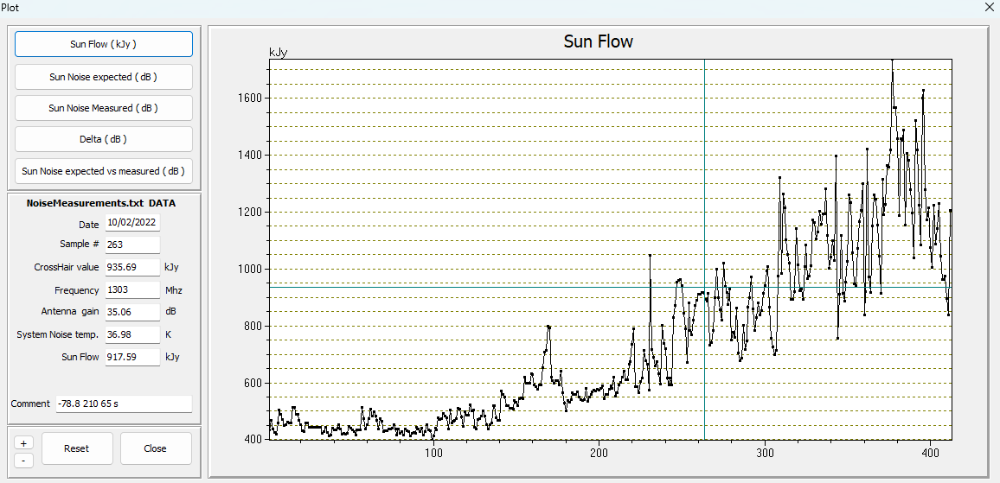 Plot
Sun Flow ( kJy )
Sun Noise expected ( dB )
Sun Noise Measured ( dB )
Delta ( dB )
Sun Noise expected vs measured ( dB )
NoiseMeasurements.txt DATA
Date 10/02/2022
Sample # 263
CrossHair value 935.69 kJy
Frequency 1303 Mhz
Antenna gain 35.06 dB
System Noise temp. 36.98 K
Sun Flow 917.59 kJy
Comment -78.8 210 65 s
+
-
Reset
Close
Sun Flow
kJy
1600
1400
1200
1000
800
600
400
100 200 300 400